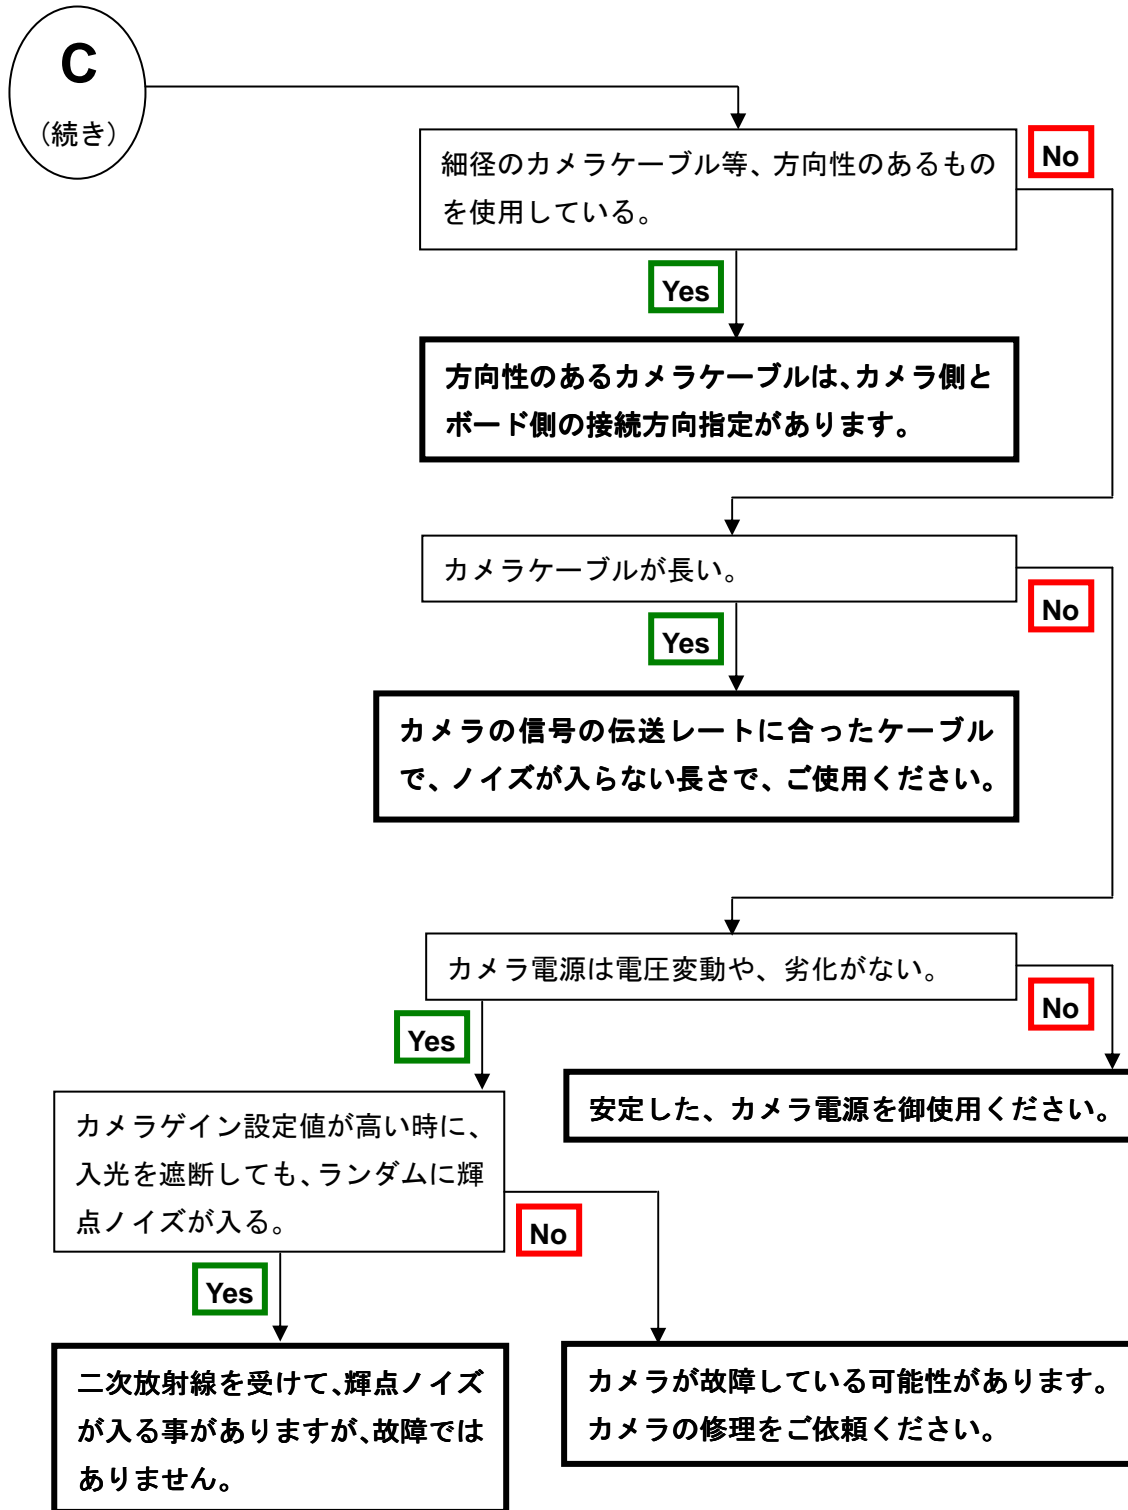 C
(続き)
細径のカメラケーブル等、方向性のあるもの
を使用している。
No
Yes
方向性のあるカメラケーブルは、カメラ側と
ボード側の接続方向指定があります。
カメラケーブルが長い。
No
Yes
カメラの信号の伝送レートに合ったケーブル
で、ノイズが入らない長さで、ご使用ください。
カメラ電源は電圧変動や、劣化がない。
No
Yes
安定した、カメラ電源を御使用ください。
カメラゲイン設定値が高い時に、
入光を遮断しても、ランダムに輝
点ノイズが入る。
No
Yes
二次放射線を受けて、輝点ノイズ
が入る事がありますが、故障では
ありません。
カメラが故障している可能性があります。
カメラの修理をご依頼ください。